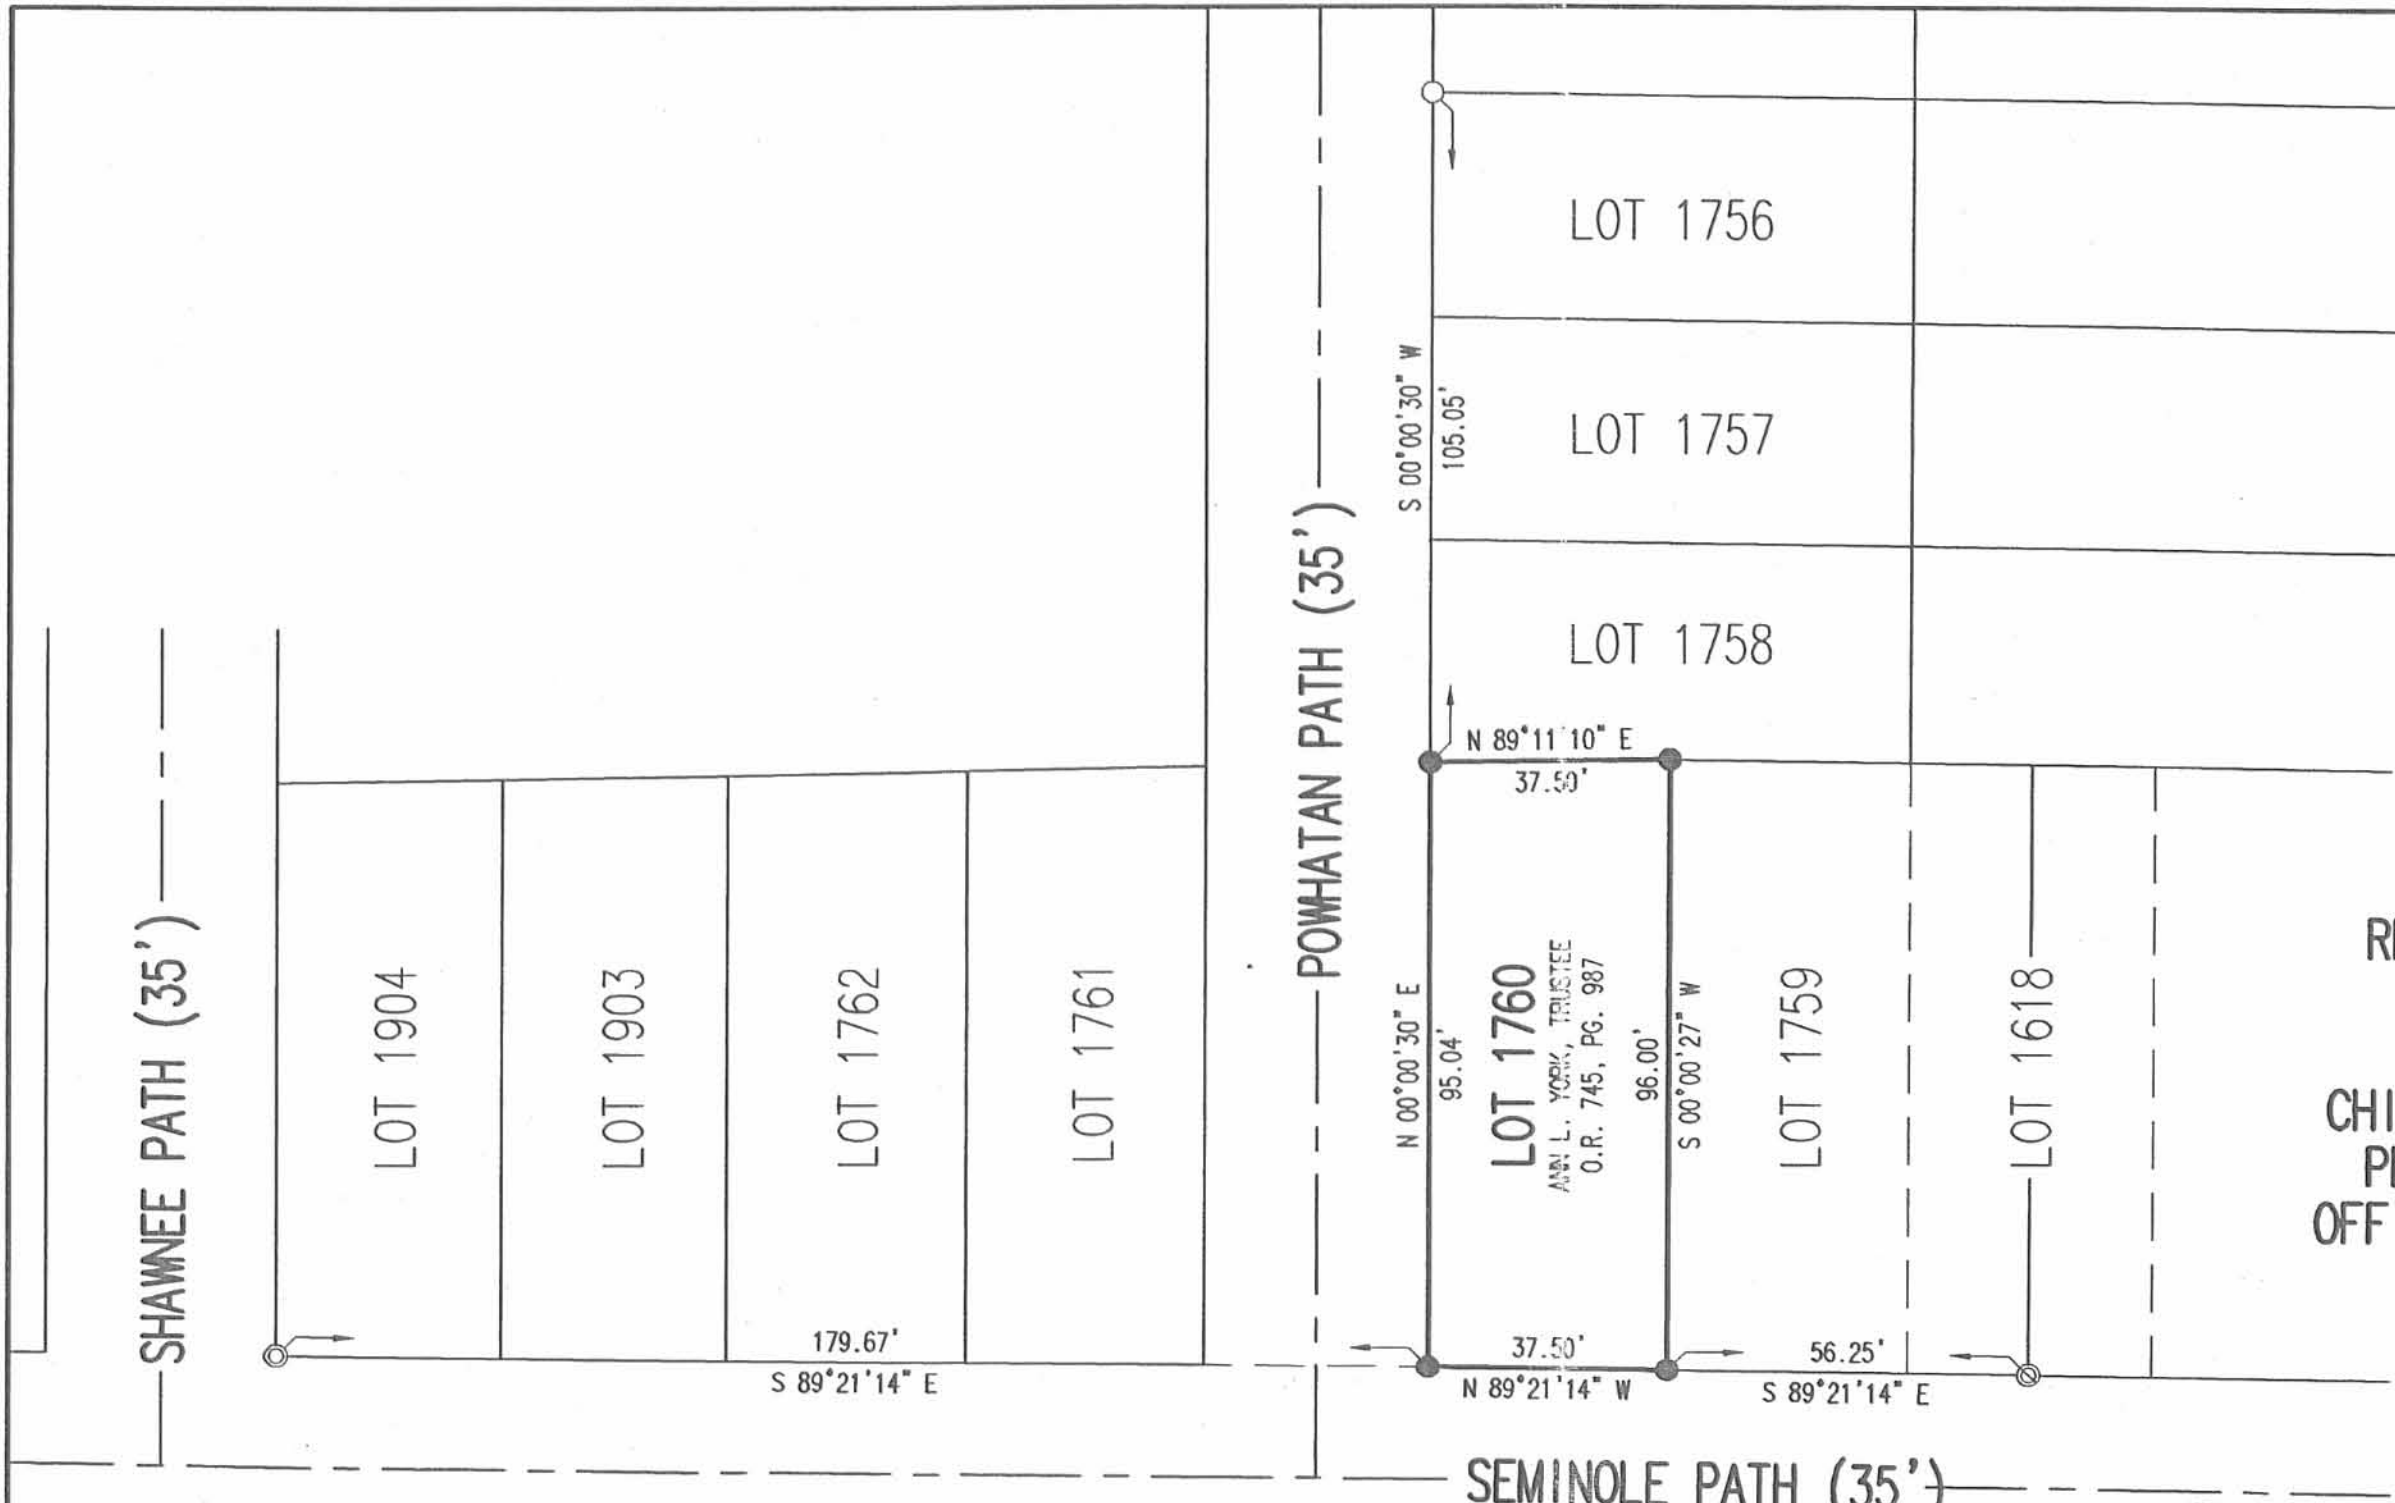 LOT 1756
S 00°00'30" W
105.05'
LOT 1757
LOT 1758
POWHATAN PATH (35')
SHAWNEE PATH (35')
LOT 1904
LOT 1903
LOT 1762
LOT 1761
N 89°11'10" E
37.50'
N 00°00'30" E
95.04'
LOT 1760
ANN L. YORK, TRUSTEE
O.R. 745, PG. 987
96.00'
S 00°00'27" W
LOT 1759
LOT 1618
CHI
OFF
179.67'
S 89°21'14" E
37.50'
N 89°21'14" W
56.25'
S 89°21'14" E
SEMINOLE PATH (35')